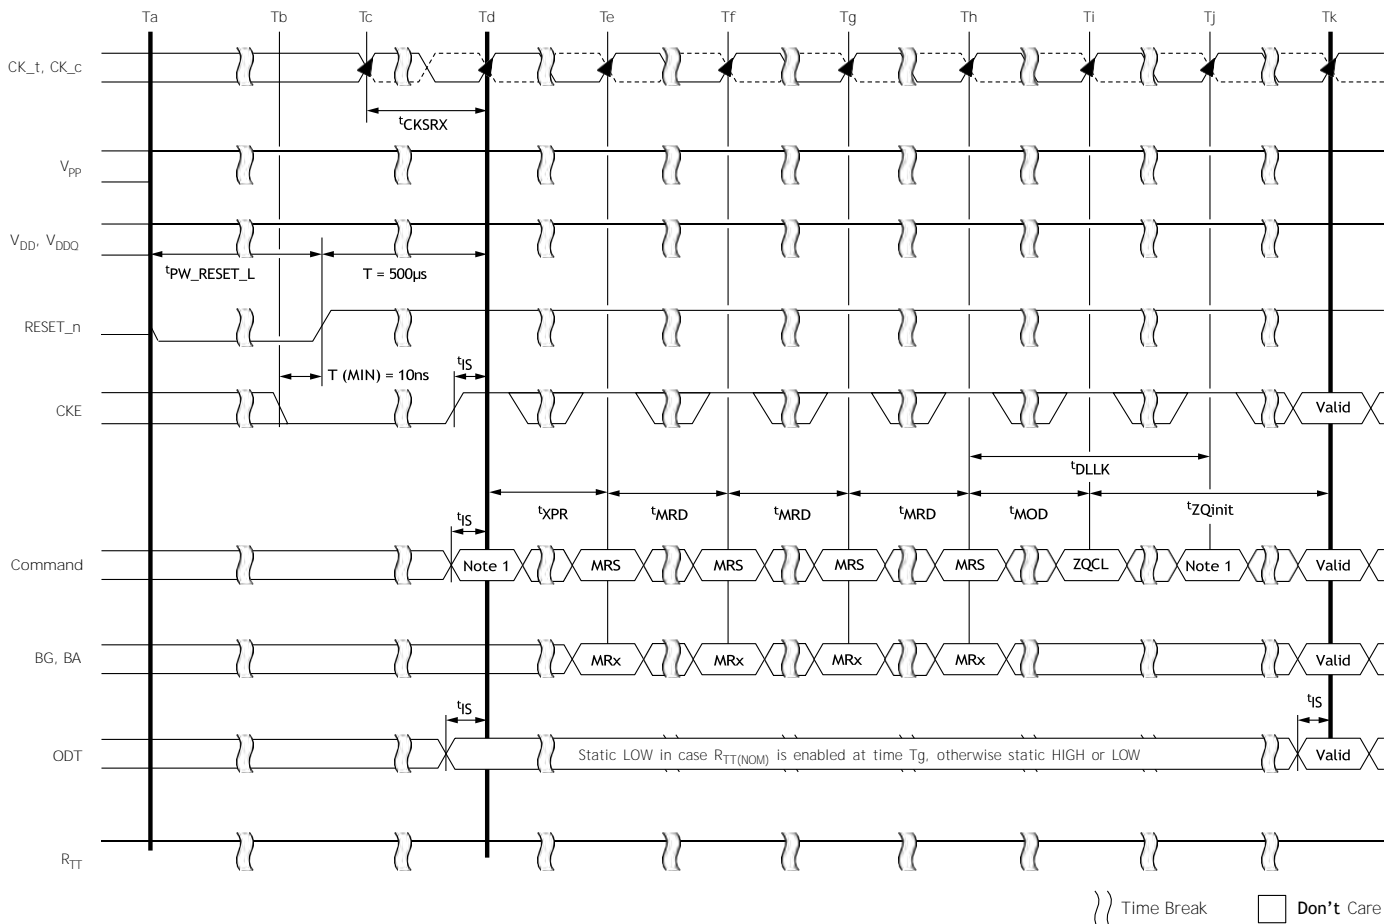 Ta Tb Tc Td Te Tf Tg Th Ti Tj Tk
CK_t, CK_c
tCKSRX
VPP
VDD, VDDQ
tPW_RESET_L T = 500µs
RESET_n
T (MIN) = 10ns tIS
CKE Valid
tDLLK
tXPR tMRD tMRD tMRD tMOD tZQinit
tIS
Command Note 1 MRS MRS MRS MRS ZQCL Note 1 Valid
BG, BA MRx MRx MRx MRx Valid
tIS tIS
ODT Static LOW in case RTT(NOM) is enabled at time Tg, otherwise static HIGH or LOW Valid
RTT
Time Break Don't Care